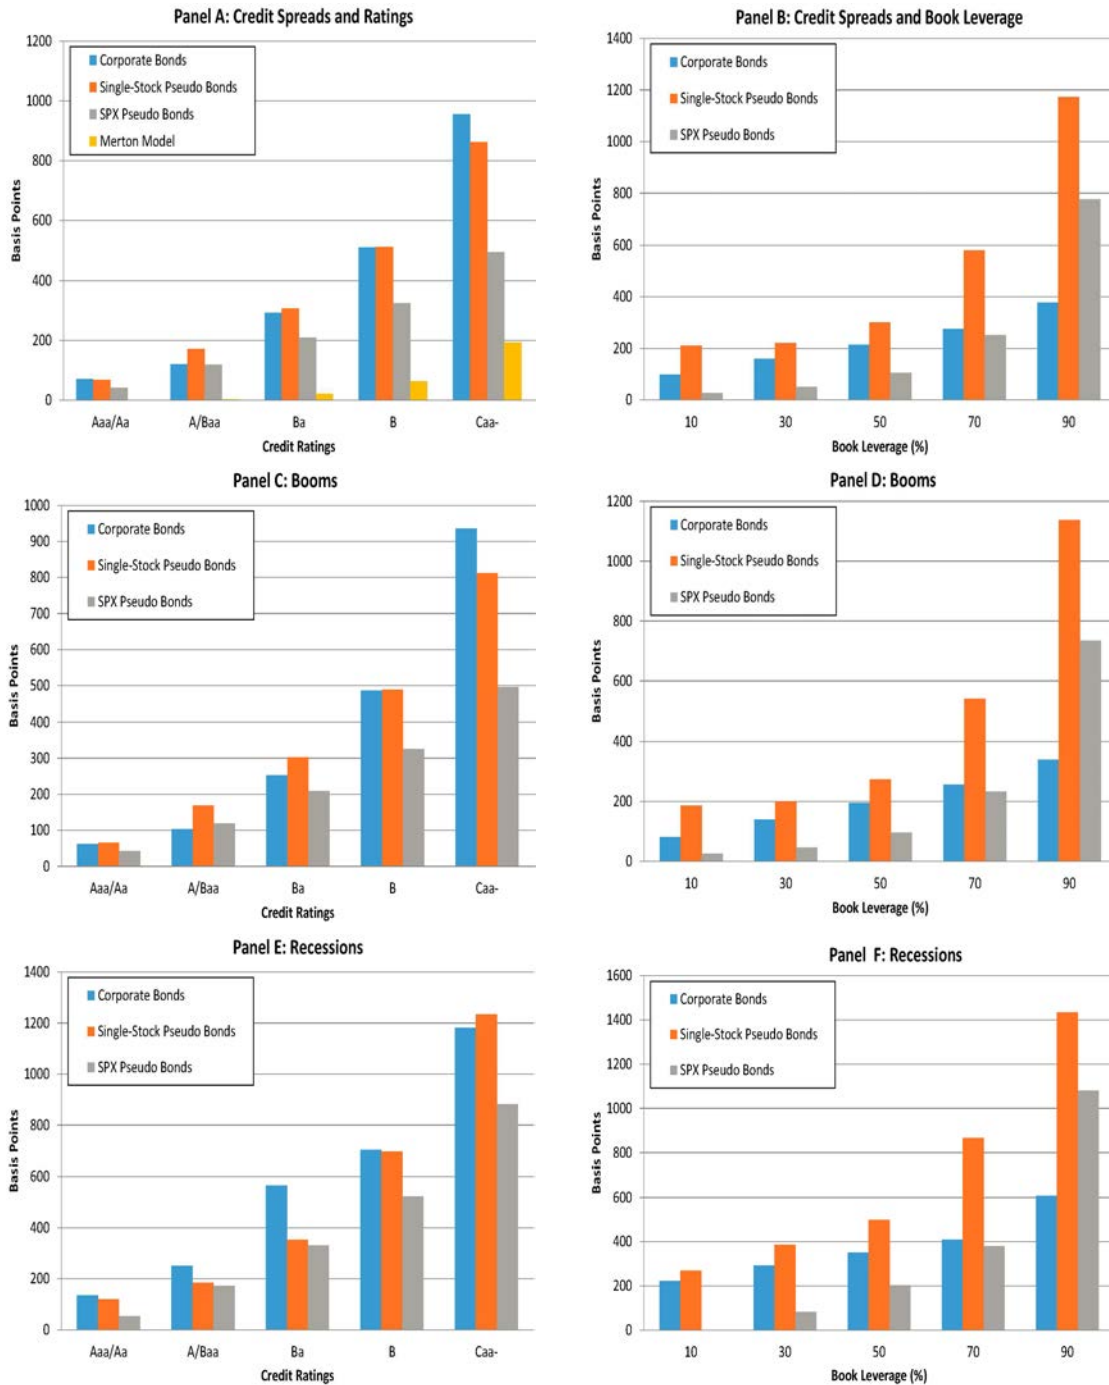 Panel A: Credit Spreads and Ratings
1200
1000
800
600
400
200
0
Basis Points
Corporate Bonds
Single-Stock Pseudo Bonds
SPX Pseudo Bonds
Merton Model
Aaa/Aa A/Baa Ba B Caa-
Credit Ratings
Panel B: Credit Spreads and Book Leverage
1400
1200
1000
800
600
400
200
0
Basis Points
Corporate Bonds
Single-Stock Pseudo Bonds
SPX Pseudo Bonds
10 30 50 70 90
Book Leverage (%)
Panel C: Booms
1000
900
800
700
600
500
400
300
200
100
0
Basis Points
Corporate Bonds
Single-Stock Pseudo Bonds
SPX Pseudo Bonds
Aaa/Aa A/Baa Ba B Caa-
Credit Ratings
Panel D: Booms
1200
1000
800
600
400
200
0
Basis Points
Corporate Bonds
Single-Stock Pseudo Bonds
SPX Pseudo Bonds
10 30 50 70 90
Book Leverage (%)
Panel E: Recessions
1400
1200
1000
800
600
400
200
0
Basis Points
Corporate Bonds
Single-Stock Pseudo Bonds
SPX Pseudo Bonds
Aaa/Aa A/Baa Ba B Caa-
Credit Ratings
Panel F: Recessions
1600
1400
1200
1000
800
600
400
200
0
Basis Points
Corporate Bonds
Single-Stock Pseudo Bonds
SPX Pseudo Bonds
10 30 50 70 90
Book Leverage (%)